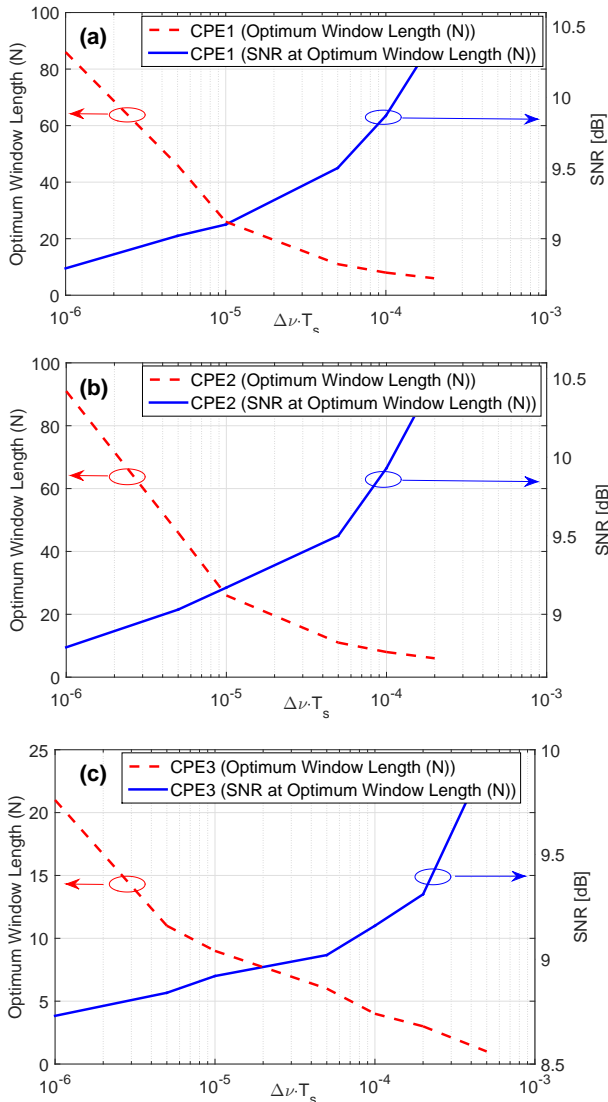 (a)
CPE1 (Optimum Window Length (N))
CPE1 (SNR at Optimum Window Length (N))
Optimum Window Length (N)
100
80
60
40
20
0
10.5
10
9.5
9
SNR [dB]
10^-6
10^-5
10^-4
10^-3
Δν·T_s
(b)
CPE2 (Optimum Window Length (N))
CPE2 (SNR at Optimum Window Length (N))
Optimum Window Length (N)
100
80
60
40
20
0
10.5
10
9.5
9
SNR [dB]
10^-6
10^-5
10^-4
10^-3
Δν·T_s
(c)
CPE3 (Optimum Window Length (N))
CPE3 (SNR at Optimum Window Length (N))
Optimum Window Length (N)
25
20
15
10
5
0
10
9.5
9
8.5
SNR [dB]
10^-6
10^-5
10^-4
10^-3
Δν·T_s